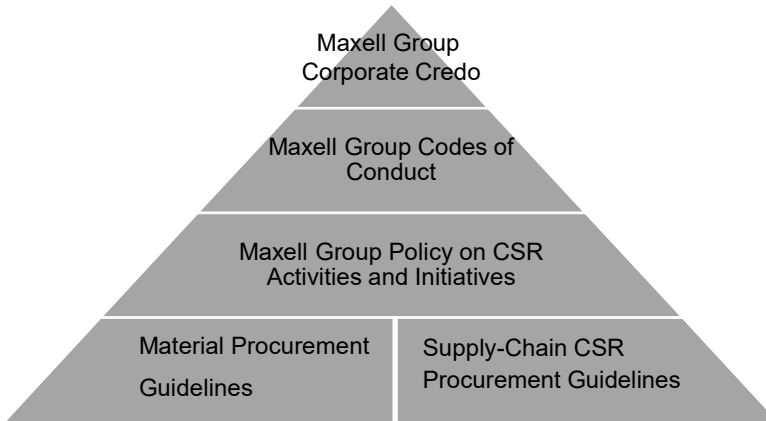 Maxell Group
Corporate Credo
Maxell Group Codes of
Conduct
Maxell Group Policy on CSR
Activities and Initiatives
Material Procurement
Guidelines
Supply-Chain CSR
Procurement Guidelines